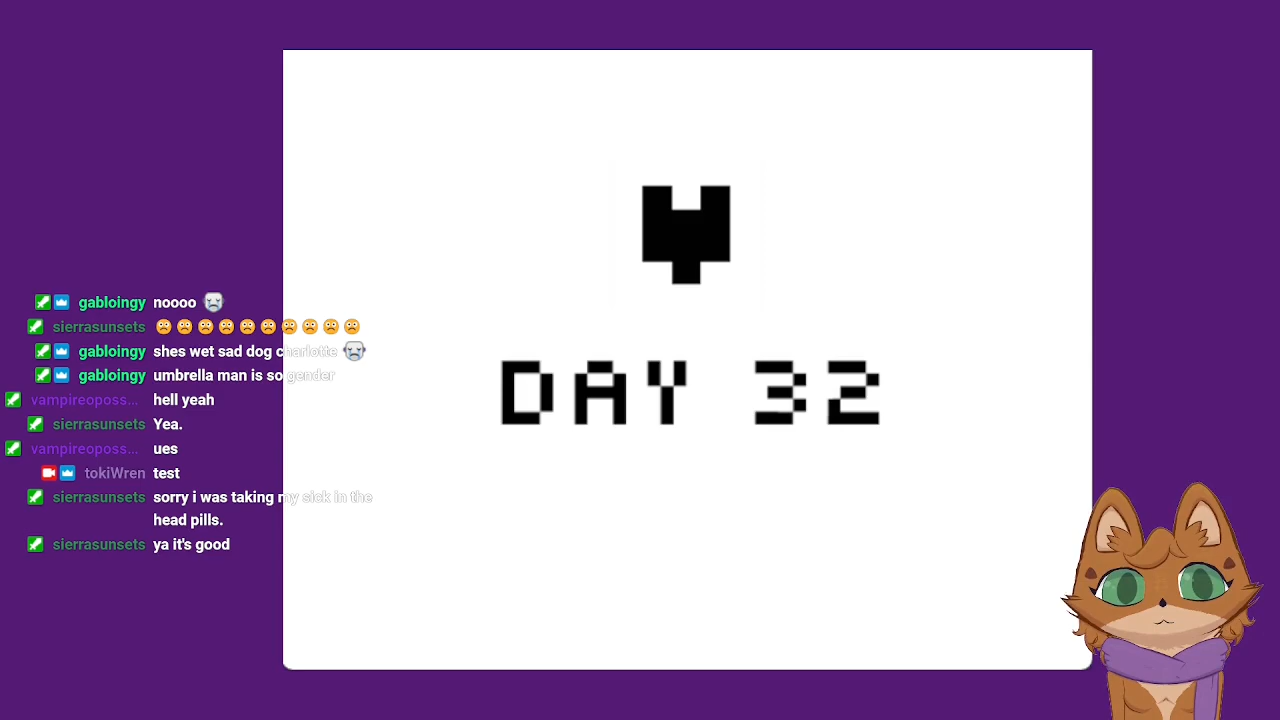 gabloingy noooo
sierrasunsets
gabloingy shes wet sad dog charlotte
gabloingy umbrella man is so gender
vampireoposs... hell yeah
sierrasunsets Yea.
vampireoposs... ues
tokiWren test
sierrasunsets sorry i was taking my sick in the
head pills.
sierrasunsets ya it's good
DAY 32